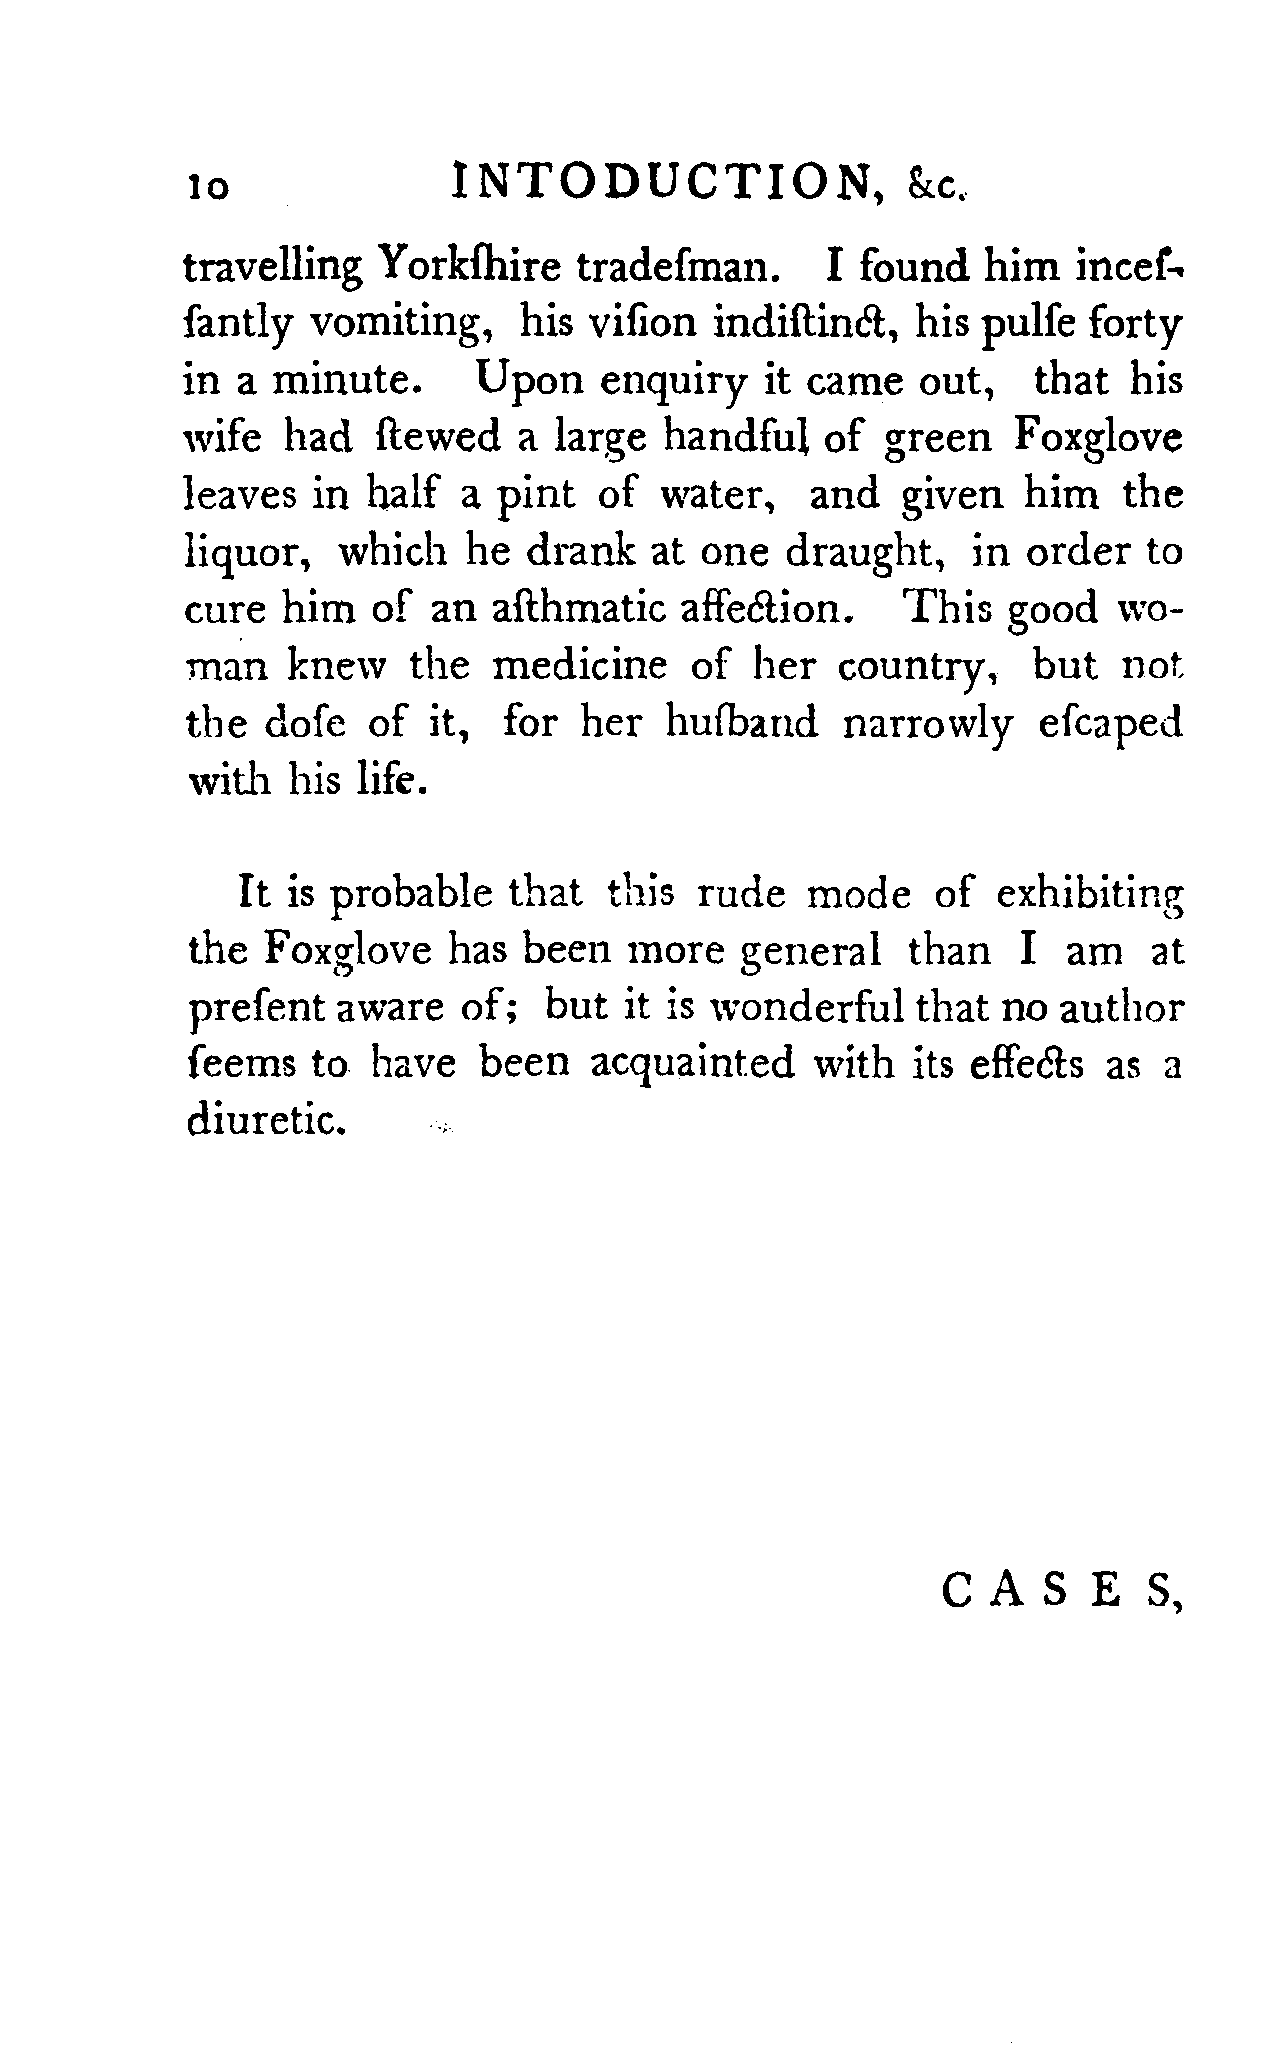 10 INTODUCTION, &c.
travelling Yorkſhire tradeſman. I found him inceſ-
ſantly vomiting, his viſion indiſtinct, his pulſe forty
in a minute. Upon enquiry it came out, that his
wife had ſtewed a large handful of green Foxglove
leaves in half a pint of water, and given him the
liquor, which he drank at one draught, in order to
cure him of an aſthmatic affection. This good wo-
man knew the medicine of her country, but not
the doſe of it, for her huſband narrowly eſcaped
with his life.
It is probable that this rude mode of exhibiting
the Foxglove has been more general than I am at
preſent aware of; but it is wonderful that no author
ſeems to have been acquainted with its effects as a
diuretic.
CASES,